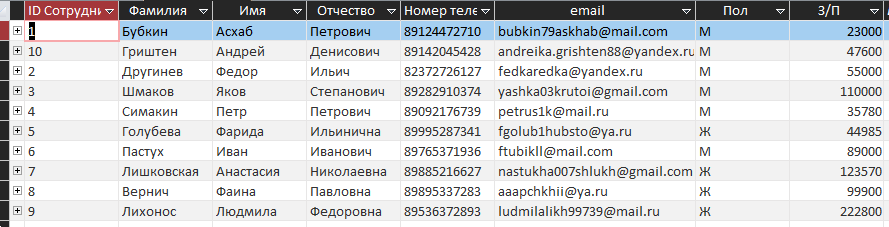 ID Сотрудни Фамилия Имя Отчество Номер теле email Пол З/П
1 Бубкин Асхаб Петрович 89124472710 bubkin79askhab@mail.com М 23000
10 Гриштен Андрей Денисович 89142045428 andreika.grishten88@yandex.ru М 47600
2 Другинев Федор Ильич 82372726127 fedkaredka@yandex.ru М 55000
3 Шмаков Яков Степанович 89282910374 yashka03krutoi@gmail.com М 110000
4 Симакин Петр Петрович 89092176739 petrus1k@mail.ru М 35780
5 Голубева Фарида Ильинична 89995287341 fgolub1hubsto@ya.ru Ж 44985
6 Пастух Иван Иванович 89765371936 ftubikll@mail.com М 89000
7 Лишковская Анастасия Николаевна 89885216627 nastukha007shlukh@gmail.com Ж 123570
8 Вернич Фаина Павловна 89895337283 aaapchkhii@ya.ru Ж 99900
9 Лихонос Людмила Федоровна 89536372893 ludmilalikh99739@mail.ru Ж 222800